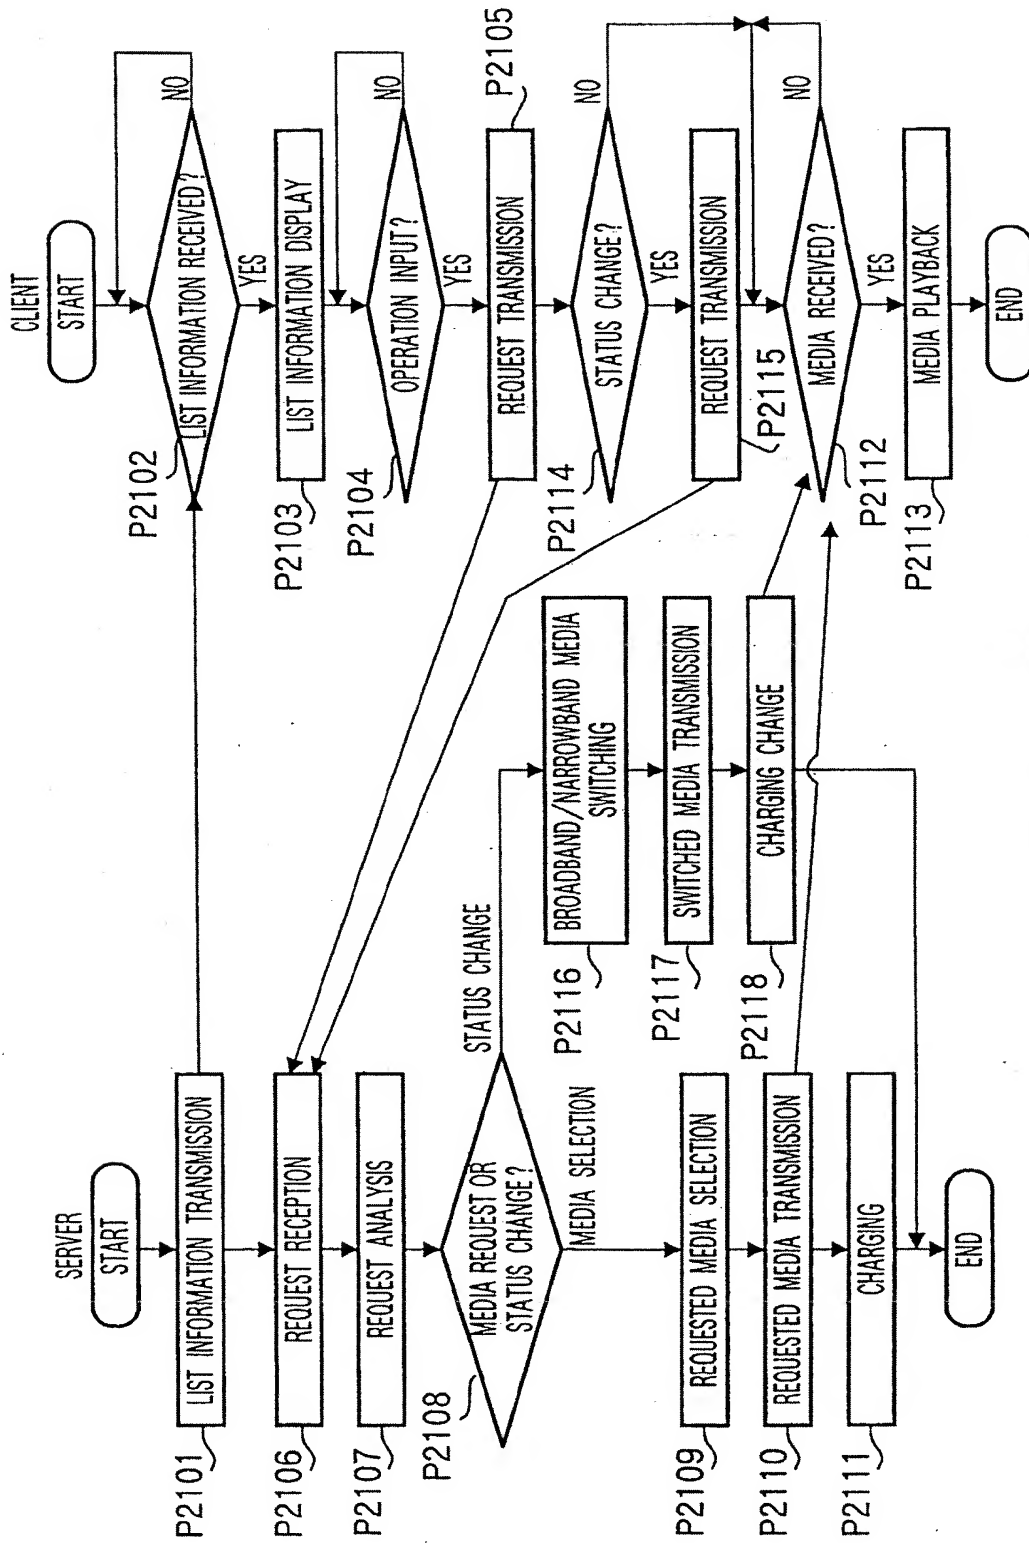 SERVER
START
P2101
LIST INFORMATION TRANSMISSION
P2106
REQUEST RECEPTION
P2107
REQUEST ANALYSIS
P2108
MEDIA REQUEST OR
STATUS CHANGE?
STATUS CHANGE
MEDIA SELECTION
P2109
REQUESTED MEDIA SELECTION
P2110
REQUESTED MEDIA TRANSMISSION
P2111
CHARGING
END
P2116
BROADBAND/NARROWBAND MEDIA
SWITCHING
P2117
SWITCHED MEDIA TRANSMISSION
P2118
CHARGING CHANGE
CLIENT
START
P2102
LIST INFORMATION RECEIVED?
NO
YES
P2103
LIST INFORMATION DISPLAY
P2104
OPERATION INPUT?
NO
YES
P2105
REQUEST TRANSMISSION
P2114
STATUS CHANGE?
NO
YES
REQUEST TRANSMISSION
P2115
MEDIA RECEIVED?
NO
P2112
YES
P2113
MEDIA PLAYBACK
END